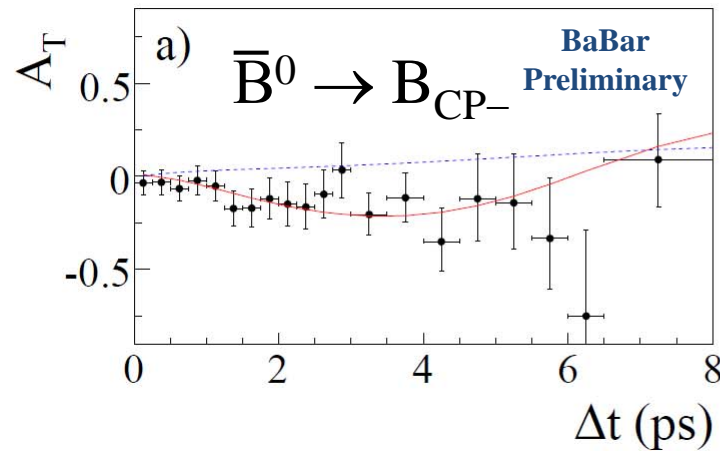 a)
B̅⁰ → B_CP–
BaBar
Preliminary
A_T
0.5
0
-0.5
0 2 4 6 8
Δt (ps)